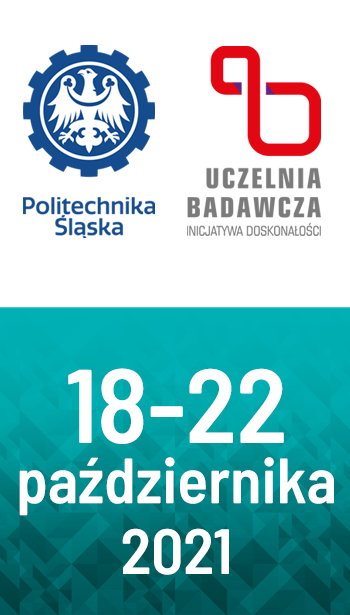 Politechnika
Śląska
UCZELNIA
BADAWCZA
INICJATYWA DOSKONAŁOŚCI
18-22
października
2021